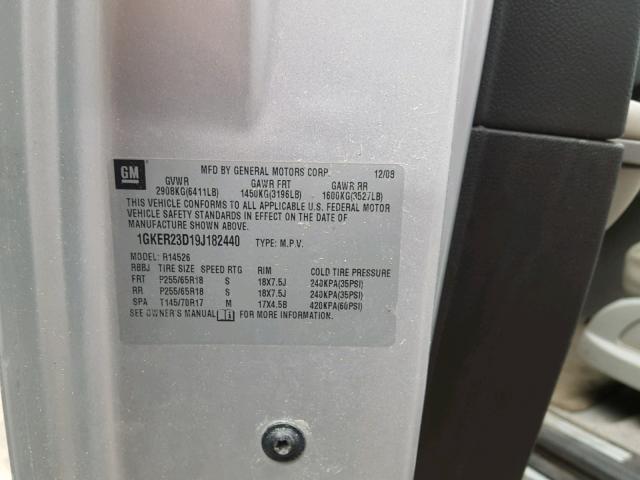 GM
MFD BY GENERAL MOTORS CORP. 12/08
GVWR GAWR FRT GAWR RR
2908KG(6411LB) 1450KG(3196LB) 1600KG(3527LB)
THIS VEHICLE CONFORMS TO ALL APPLICABLE U.S. FEDERAL MOTOR
VEHICLE SAFETY STANDARDS IN EFFECT ON THE DATE OF
MANUFACTURE SHOWN ABOVE.
1GKER23D19J182440 TYPE: M.P.V.
MODEL: R14526
RBBJ TIRE SIZE SPEED RTG RIM COLD TIRE PRESSURE
FRT P255/65R18 S 18X7.5J 240KPA(35PSI)
RR P255/65R18 S 18X7.5J 240KPA(35PSI)
SPA T145/70R17 M 17X4.5B 420KPA(60PSI)
SEE OWNER'S MANUAL FOR MORE INFORMATION.